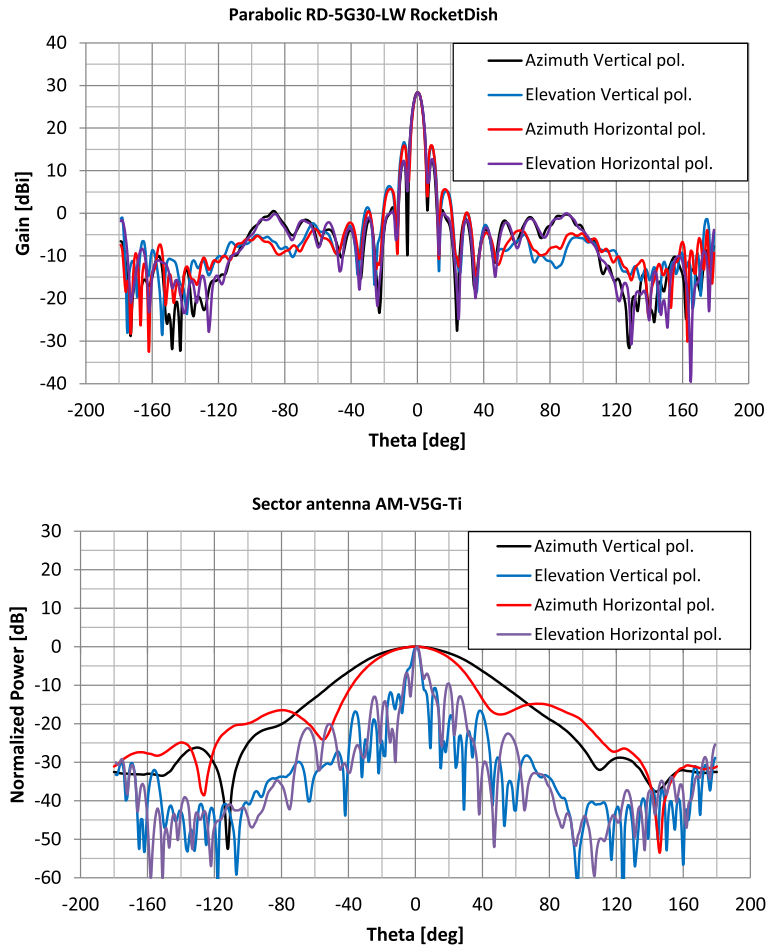 Parabolic RD-5G30-LW RocketDish
Azimuth Vertical pol.
Elevation Vertical pol.
Azimuth Horizontal pol.
Elevation Horizontal pol.
Gain [dBi]
40
30
20
10
0
-10
-20
-30
-40
-200 -160 -120 -80 -40 0 40 80 120 160 200
Theta [deg]
Sector antenna AM-V5G-Ti
Azimuth Vertical pol.
Elevation Vertical pol.
Azimuth Horizontal pol.
Elevation Horizontal pol.
Normalized Power [dB]
30
20
10
0
-10
-20
-30
-40
-50
-60
-200 -160 -120 -80 -40 0 40 80 120 160 200
Theta [deg]